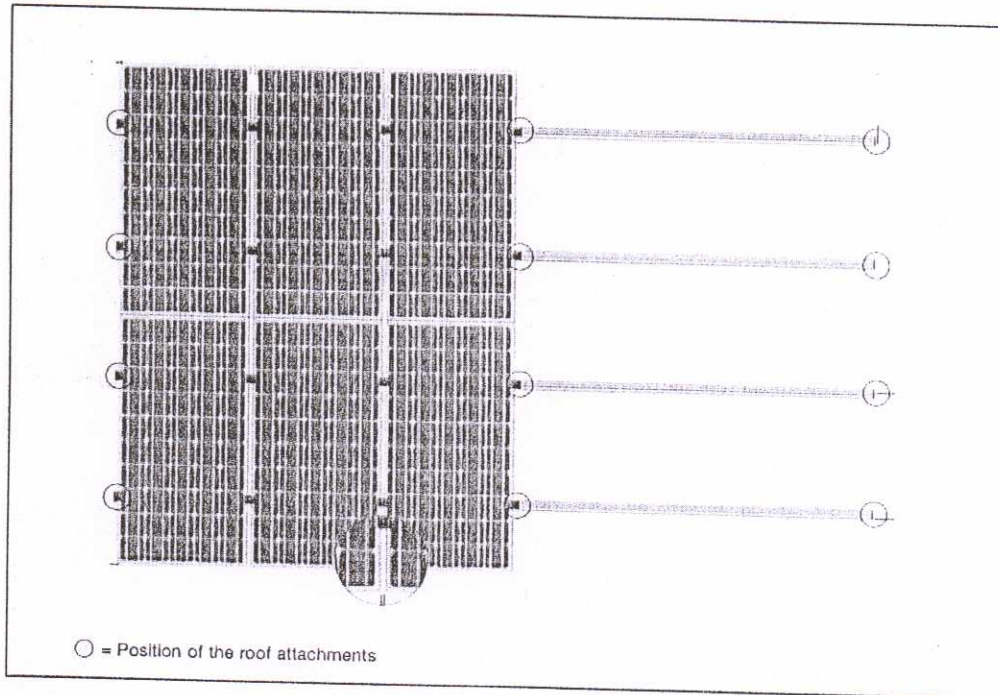 ○ = Position of the roof attachments